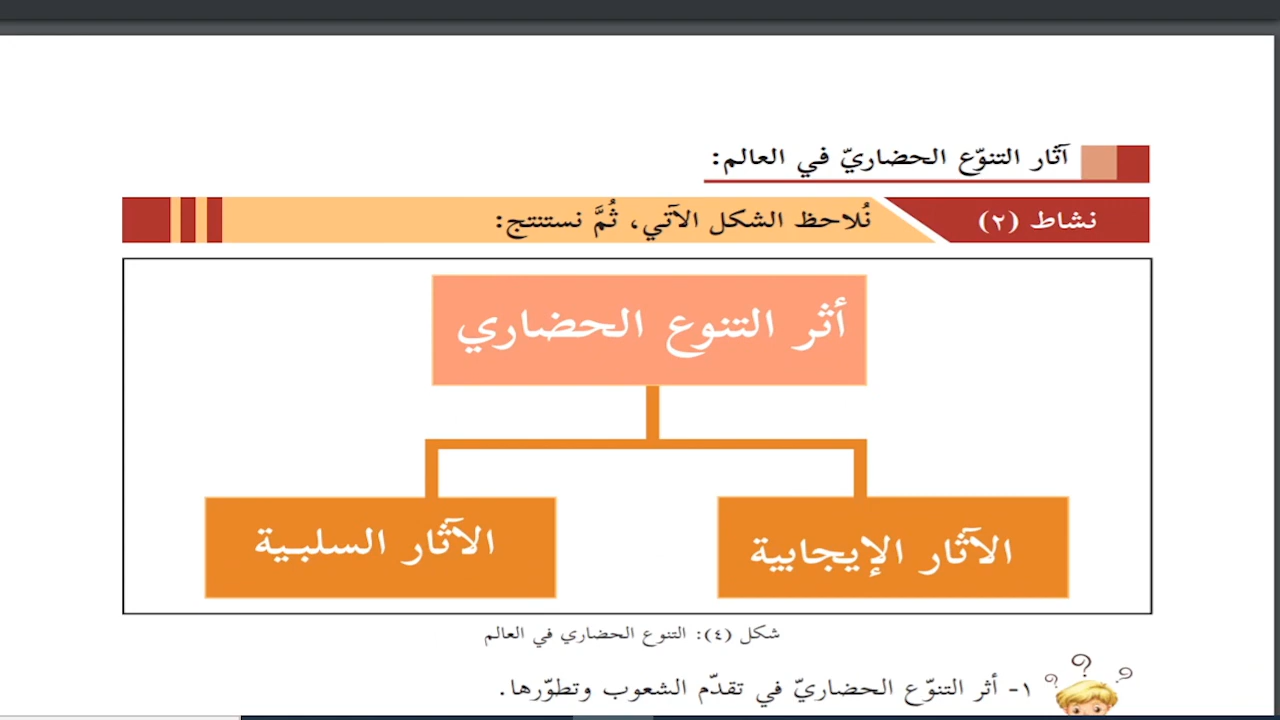 آثار التنوّع الحضاريّ في العالم:
نشاط (٢) نُلاحظ الشكل الآتي، ثُمَّ نستنتج:
أثر التنوع الحضاري
الآثار الإيجابية
الآثار السلبية
شكل (٤): التنوع الحضاري في العالم
١- أثر التنوّع الحضاريّ في تقدّم الشعوب وتطوّرها.